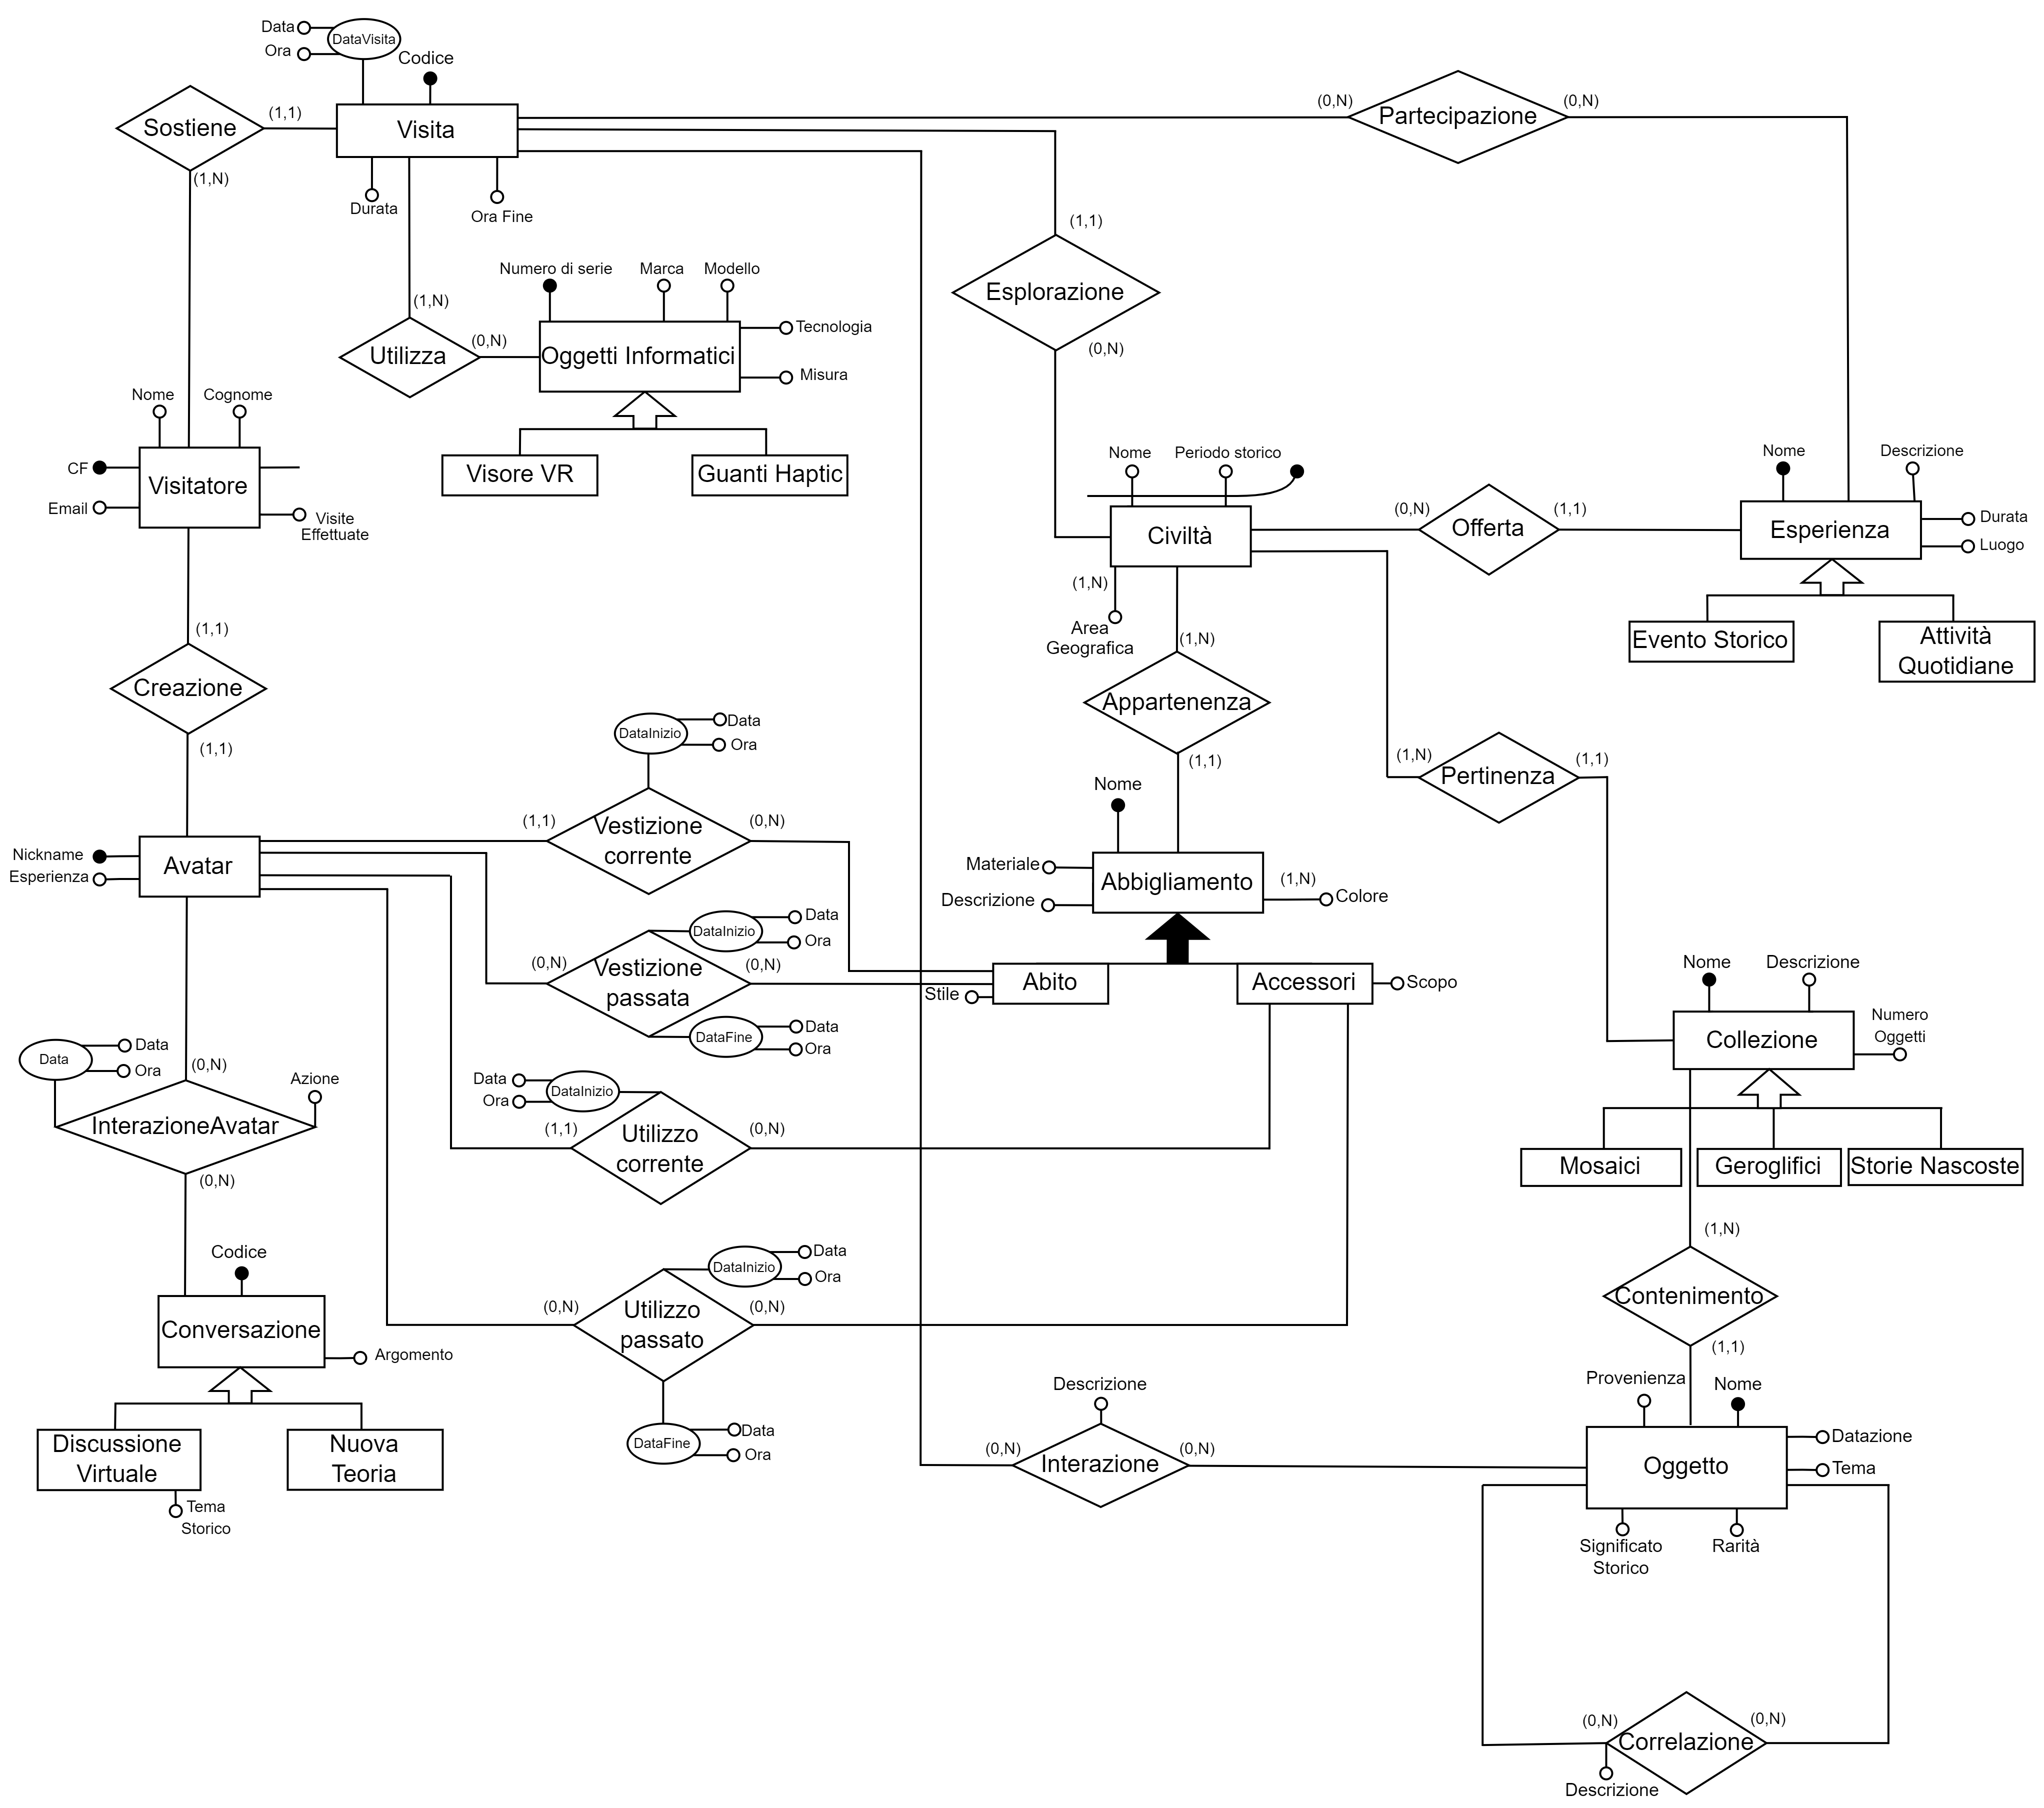 Data
Ora
DataVisita
Codice
Sostiene
(1,1)
Visita
(0,N)
Partecipazione
(0,N)
(1,N)
Durata
Ora Fine
(1,1)
Esplorazione
(0,N)
Numero di serie
Marca
Modello
(1,N)
Utilizza
(0,N)
Oggetti Informatici
Tecnologia
Misura
Visore VR
Guanti Haptic
Nome
Cognome
CF
Visitatore
Email
Visite
Effettuate
Nome
Periodo storico
Civiltà
(0,N)
Offerta
(1,1)
Nome
Descrizione
Esperienza
Durata
Luogo
Evento Storico
Attività
Quotidiane
(1,N)
Area
Geografica
(1,N)
Appartenenza
(1,1)
(1,N)
Pertinenza
(1,1)
(1,1)
Creazione
(1,1)
DataInizio
Data
Ora
(1,1)
Vestizione
corrente
(0,N)
Nickname
Esperienza
Avatar
Nome
Materiale
Descrizione
Abbigliamento
(1,N)
Colore
DataInizio
Data
Ora
(0,N)
Vestizione
passata
(0,N)
DataFine
Data
Ora
Stile
Abito
Accessori
Scopo
Nome
Descrizione
Collezione
Numero
Oggetti
Mosaici
Geroglifici
Storie Nascoste
Data
Data
Ora
(0,N)
Azione
InterazioneAvatar
(0,N)
Data
Ora
DataInizio
(1,1)
Utilizzo
corrente
(0,N)
Codice
Conversazione
Argomento
Discussione
Virtuale
Nuova
Teoria
Tema
Storico
DataInizio
Data
Ora
(0,N)
Utilizzo
passato
(0,N)
DataFine
Data
Ora
(1,N)
Contenimento
(1,1)
Descrizione
(0,N)
Interazione
(0,N)
Provenienza
Nome
Oggetto
Datazione
Tema
Significato
Storico
Rarità
(0,N)
Correlazione
(0,N)
Descrizione